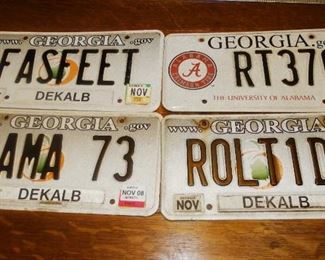 www. GEORGIA.gov
FASFEET
NOV
DEKALB
GEORGIA.go
A
RT37
THE UNIVERSITY OF ALABAMA
GEORGIA.gov
AMA 73
NOV 08
DEKALB
www. GEORGIA.go
ROLT1D
NOV
DEKALB